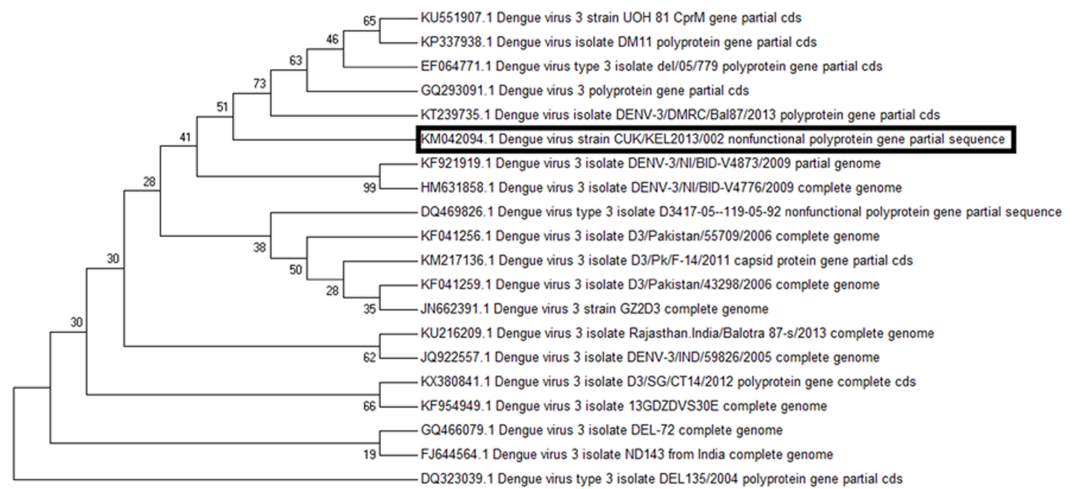 65 KU551907.1 Dengue virus 3 strain UOH 81 CprM gene partial cds
46 KP337938.1 Dengue virus isolate DM11 polyprotein gene partial cds
63 EF064771.1 Dengue virus type 3 isolate del/05/779 polyprotein gene partial cds
73 GQ293091.1 Dengue virus 3 polyprotein gene partial cds
51 KT239735.1 Dengue virus isolate DENV-3/DMRC/Bal87/2013 polyprotein gene partial cds
41 KM042094.1 Dengue virus strain CUK/KEL2013/002 nonfunctional polyprotein gene partial sequence
KF921919.1 Dengue virus 3 isolate DENV-3/NI/BID-V4873/2009 partial genome
28 99 HM631858.1 Dengue virus 3 isolate DENV-3/NI/BID-V4776/2009 complete genome
DQ469826.1 Dengue virus type 3 isolate D3417-05--119-05-92 nonfunctional polyprotein gene partial sequence
38 KF041256.1 Dengue virus 3 isolate D3/Pakistan/55709/2006 complete genome
30 50 KM217136.1 Dengue virus 3 isolate D3/Pk/F-14/2011 capsid protein gene partial cds
28 KF041259.1 Dengue virus 3 isolate D3/Pakistan/43298/2006 complete genome
35 JN662391.1 Dengue virus 3 strain GZ2D3 complete genome
30 KU216209.1 Dengue virus 3 isolate Rajasthan.India/Balotra 87-s/2013 complete genome
62 JQ922557.1 Dengue virus 3 isolate DENV-3/IND/59826/2005 complete genome
KX380841.1 Dengue virus 3 isolate D3/SG/CT14/2012 polyprotein gene complete cds
66 KF954949.1 Dengue virus 3 isolate 13GDZDVS30E complete genome
GQ466079.1 Dengue virus 3 isolate DEL-72 complete genome
19 FJ644564.1 Dengue virus 3 isolate ND143 from India complete genome
DQ323039.1 Dengue virus type 3 isolate DEL135/2004 polyprotein gene partial cds